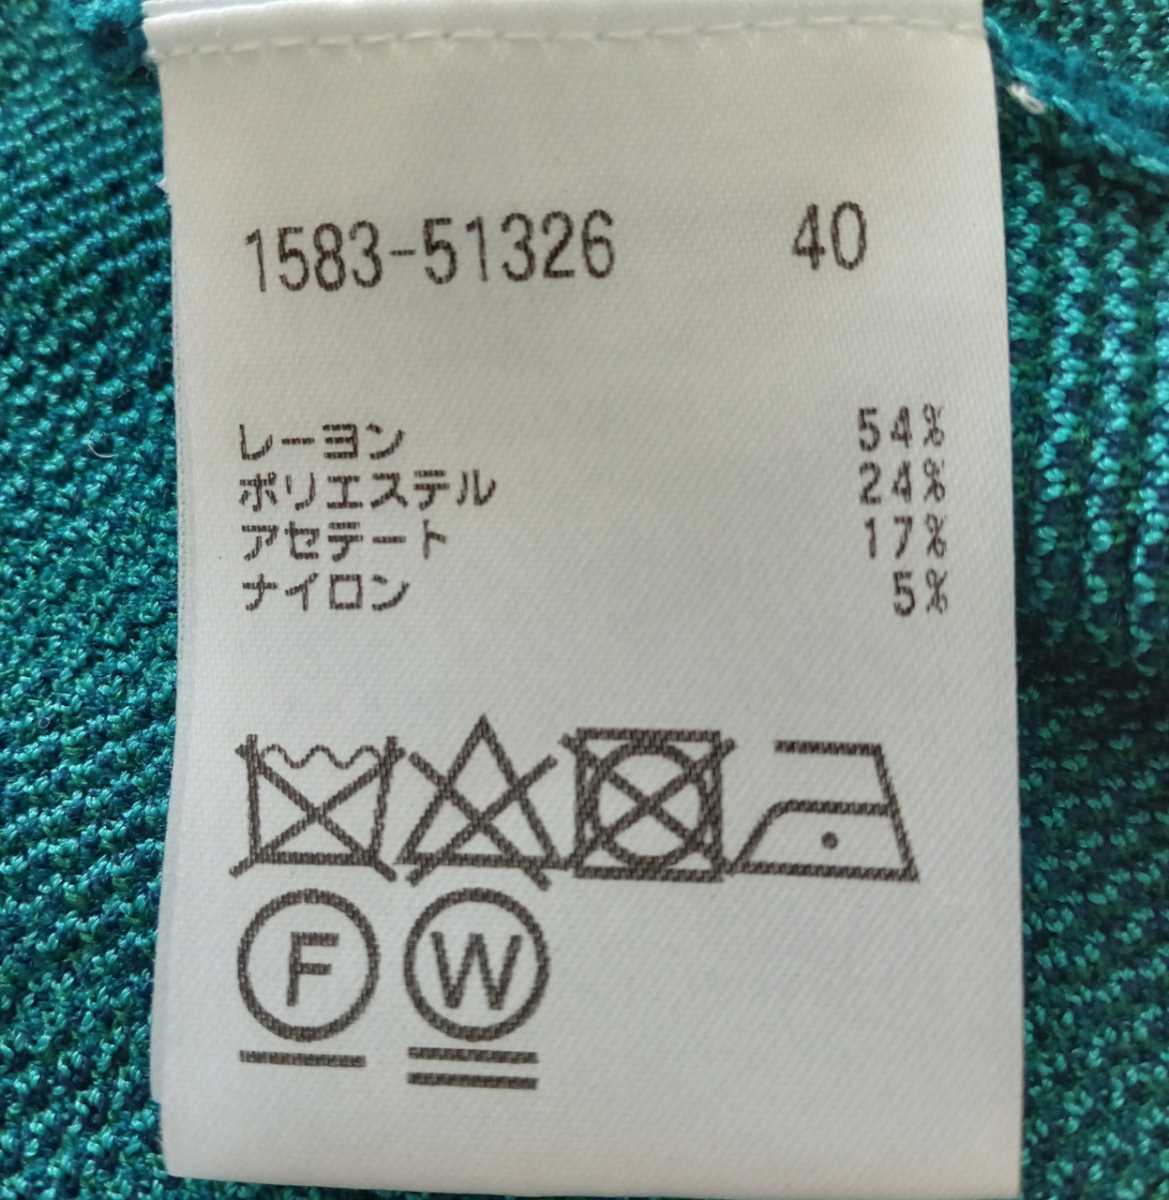 1583-51326 40
レーヨン 54%
ポリエステル 24%
アセテート 17%
ナイロン 5%
F W